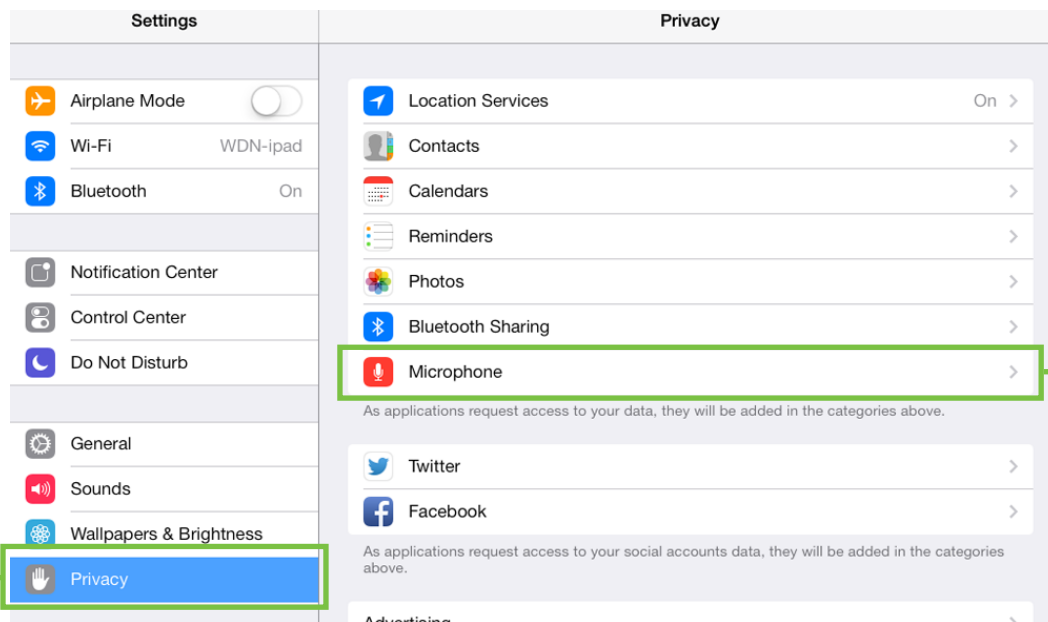 Settings
Airplane Mode
Wi-Fi WDN-ipad
Bluetooth On
Notification Center
Control Center
Do Not Disturb
General
Sounds
Wallpapers & Brightness
Privacy
Privacy
Location Services On
Contacts
Calendars
Reminders
Photos
Bluetooth Sharing
Microphone
As applications request access to your data, they will be added in the categories above.
Twitter
Facebook
As applications request access to your social accounts data, they will be added in the categories
above.
Advertising